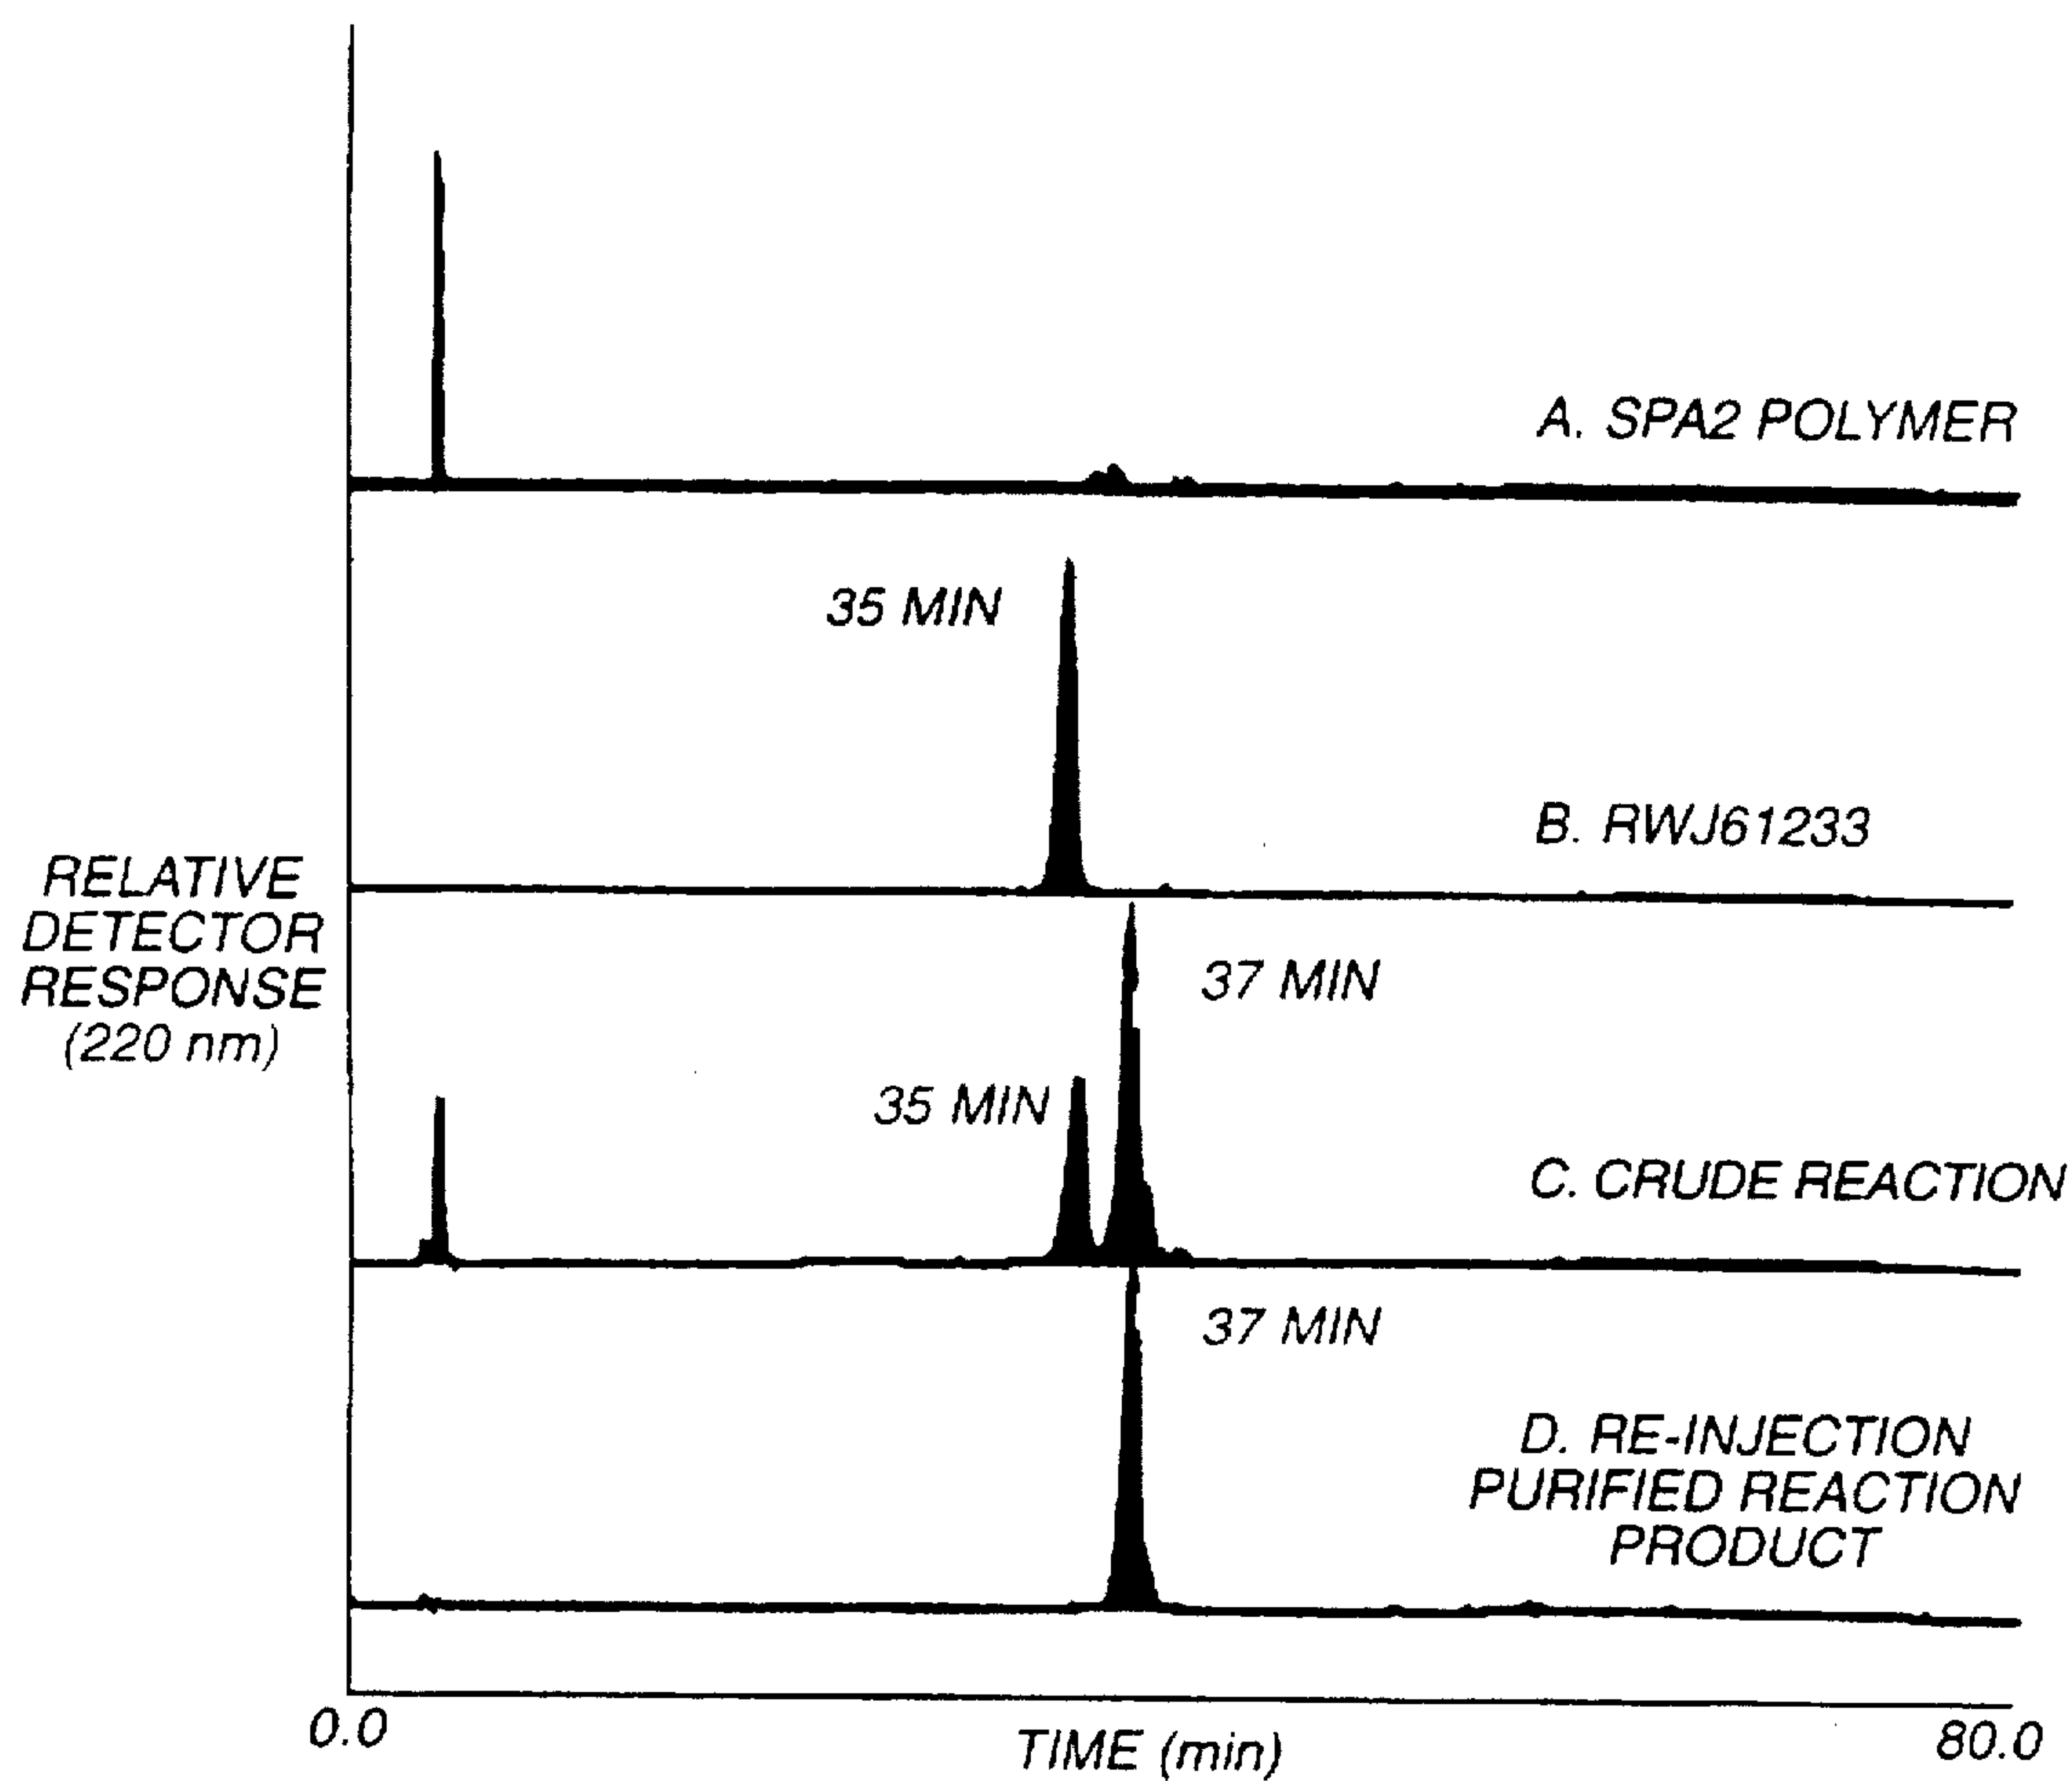 A. SPA2 POLYMER
35 MIN
B. RWJ61233
RELATIVE
DETECTOR
RESPONSE
(220 nm)
37 MIN
35 MIN
C. CRUDE REACTION
37 MIN
D. RE-INJECTION
PURIFIED REACTION
PRODUCT
0.0
TIME (min)
80.0